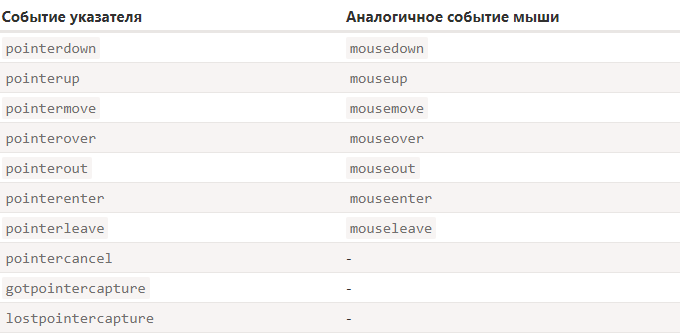 Событие указателя Аналогичное событие мыши
pointerdown mousedown
pointerup mouseup
pointermove mousemove
pointerover mouseover
pointerout mouseout
pointerenter mouseenter
pointerleave mouseleave
pointercancel -
gotpointercapture -
lostpointercapture -